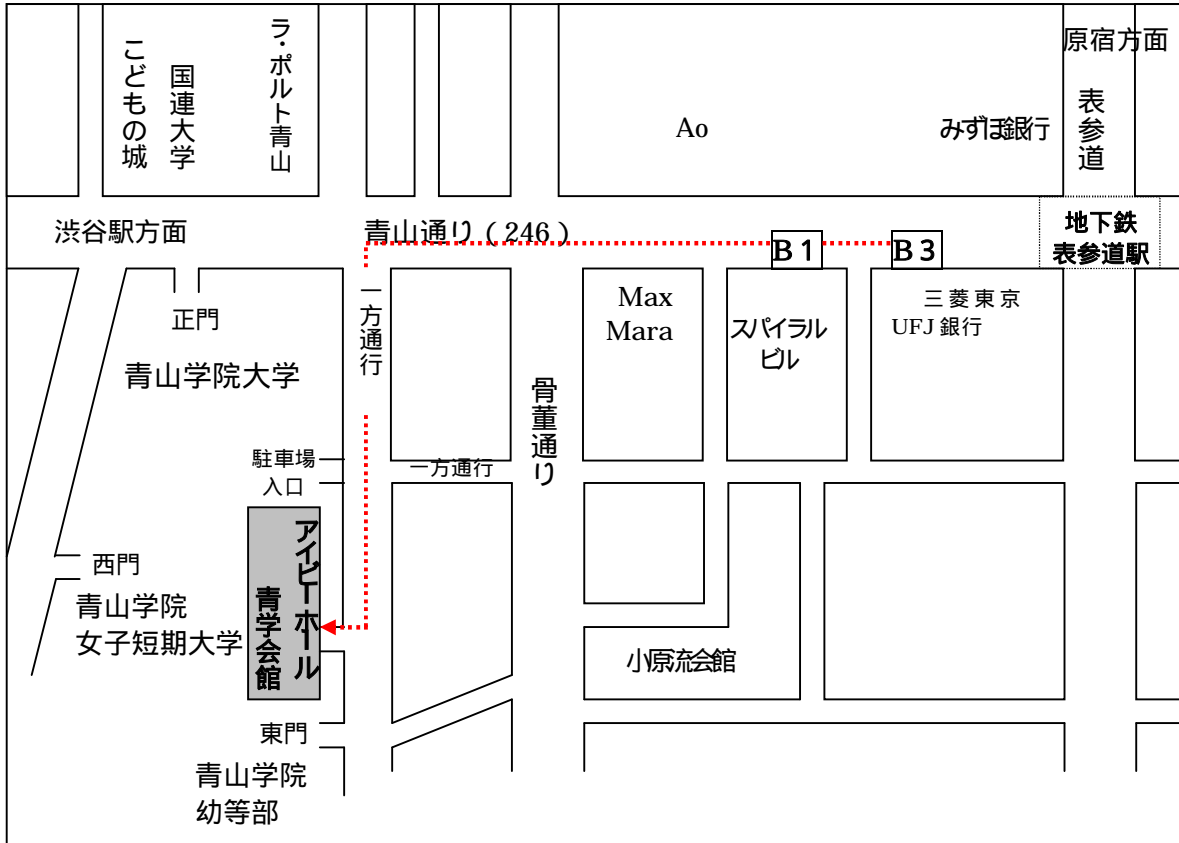 原宿方面
表参道
こどもの城
国連大学
ラ・ポルト青山
Ao
みずほ銀行
渋谷駅方面
青山通り(246)
地下鉄
表参道駅
B1
B3
正門
一方通行
Max
Mara
スパイラル
ビル
三菱東京
UFJ銀行
青山学院大学
骨董通り
駐車場
入口
一方通行
アイビーホール
青学会館
西門
青山学院
女子短期大学
小原流会館
東門
青山学院
幼等部